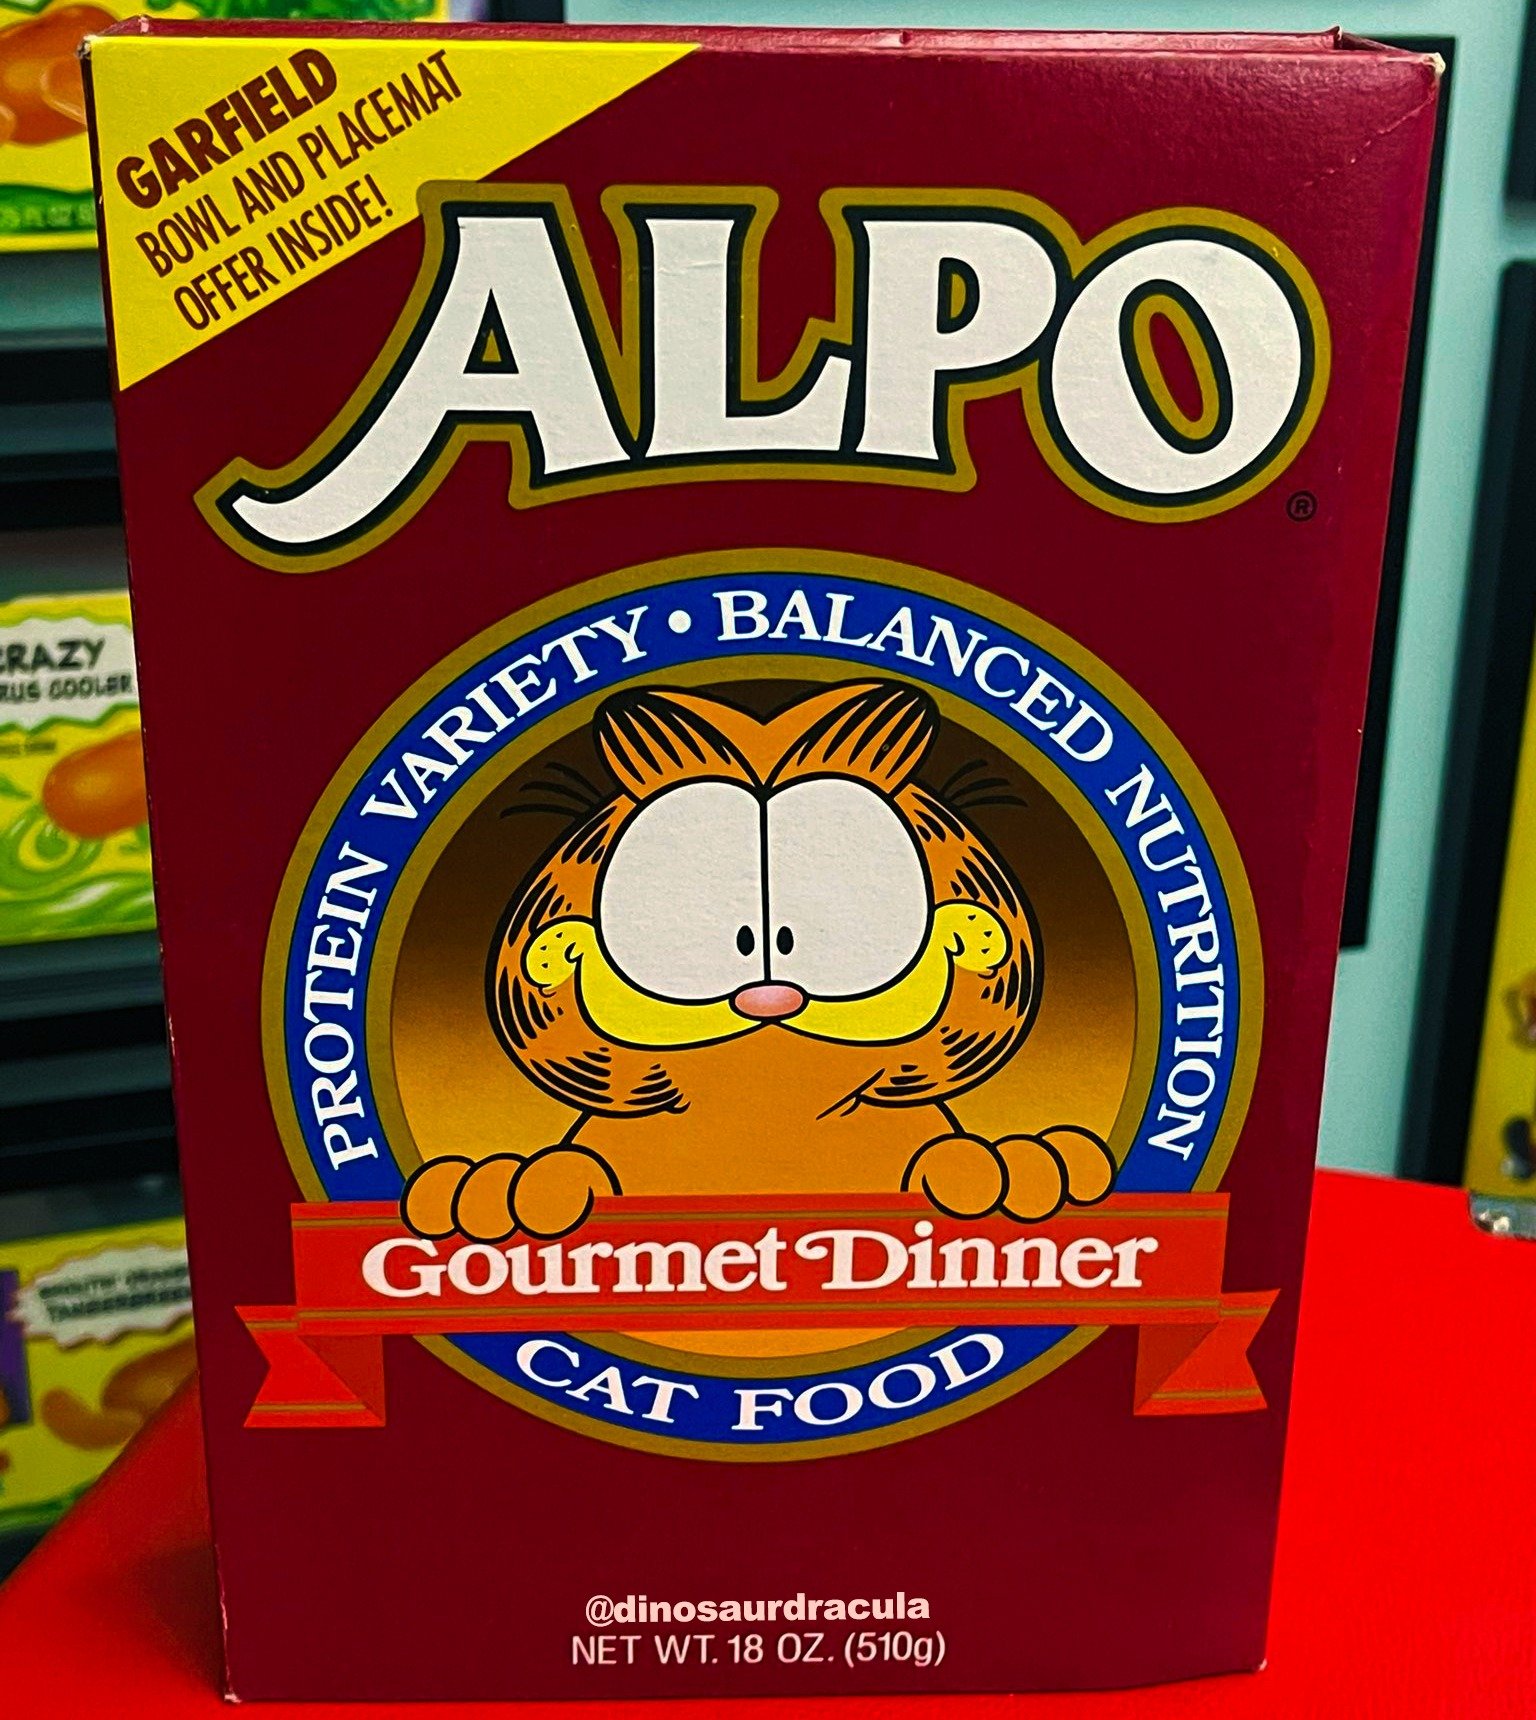 GARFIELD
BOWL AND PLACEMAT
OFFER INSIDE!
ALPO
®
PROTEIN VARIETY • BALANCED NUTRITION
Gourmet Dinner
CAT FOOD
@dinosaurdracula
NET WT. 18 OZ. (510g)
CRAZY
COOLER